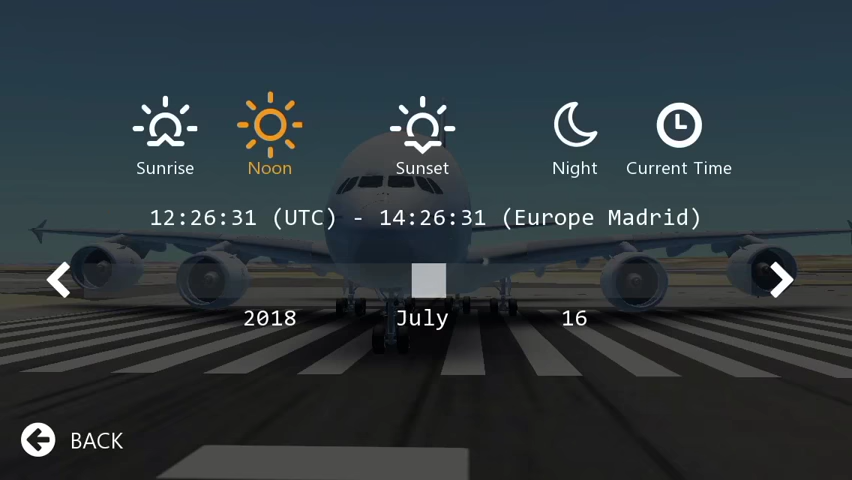 Sunrise Noon Sunset Night Current Time
12:26:31 (UTC) - 14:26:31 (Europe Madrid)
2018 July 16
BACK